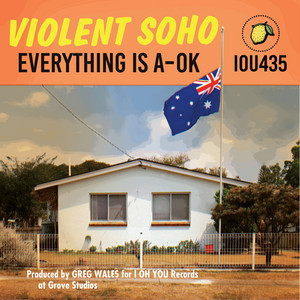 VIOLENT SOHO
EVERYTHING IS A-OK
IOU435
Produced by GREG WALES for I OH YOU Records
at Grove Studios